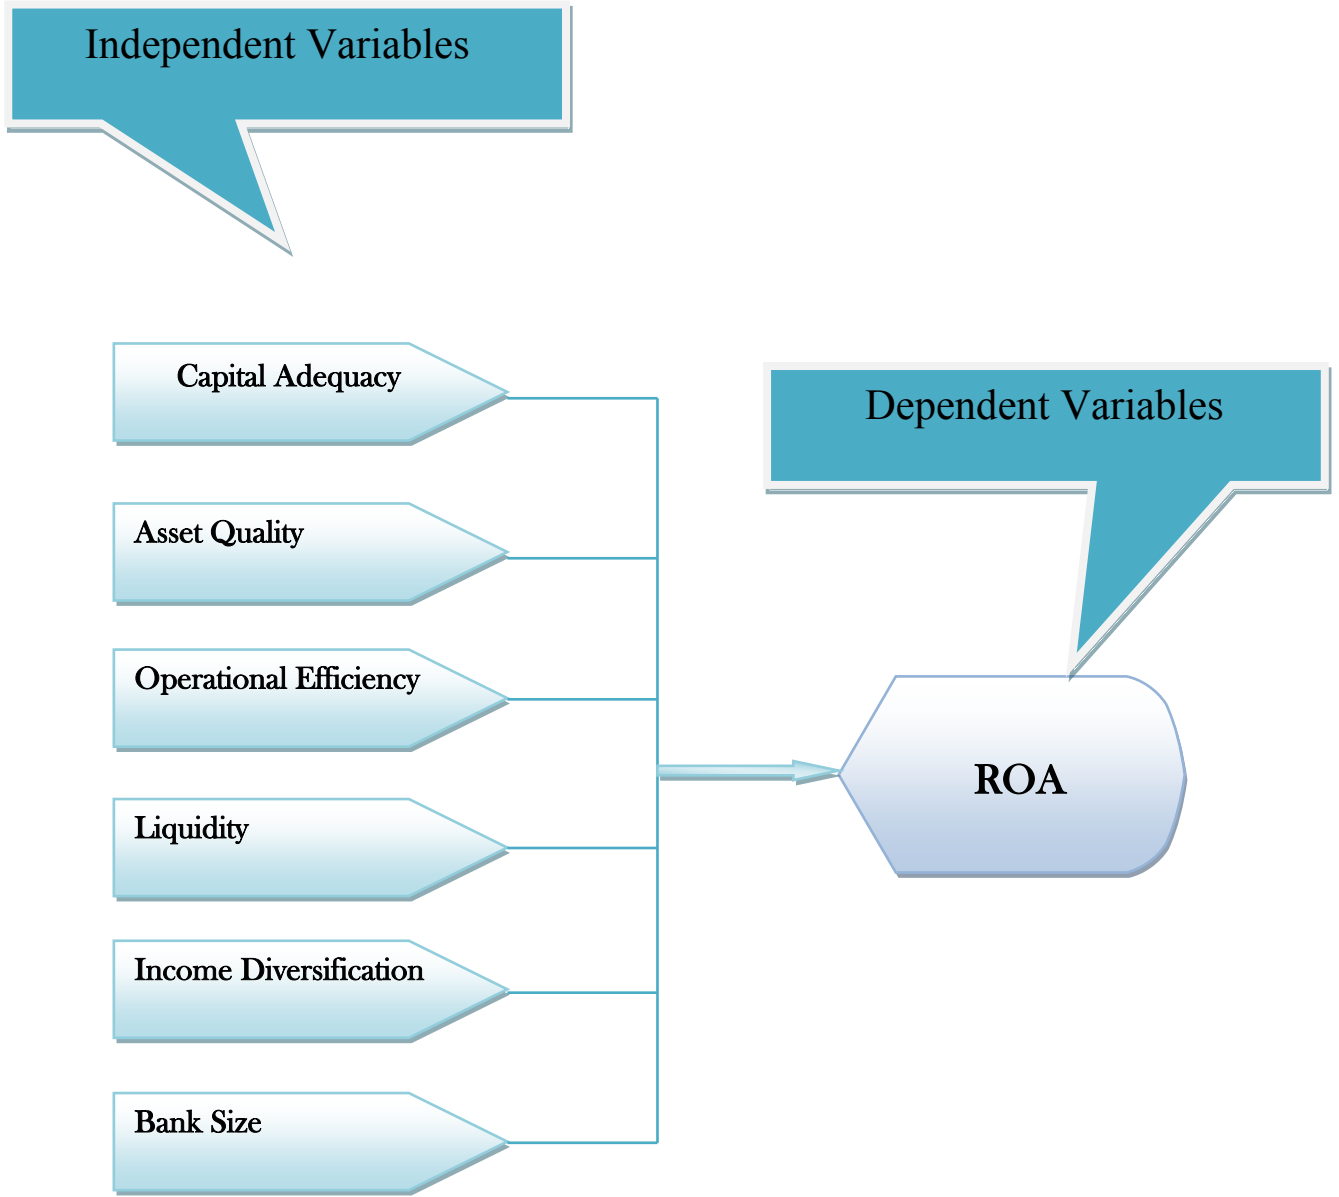 Independent Variables
Capital Adequacy
Dependent Variables
Asset Quality
Operational Efficiency
ROA
Liquidity
Income Diversification
Bank Size